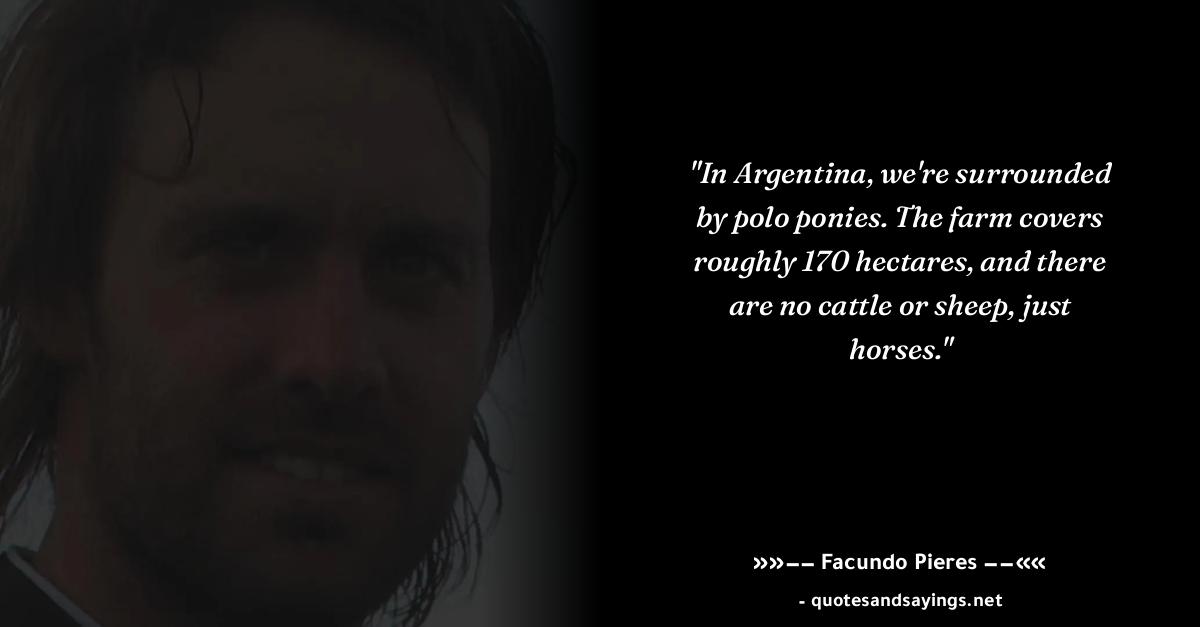 "In Argentina, we're surrounded
by polo ponies. The farm covers
roughly 170 hectares, and there
are no cattle or sheep, just
horses."
»»−− Facundo Pieres −−««
- quotesandsayings.net